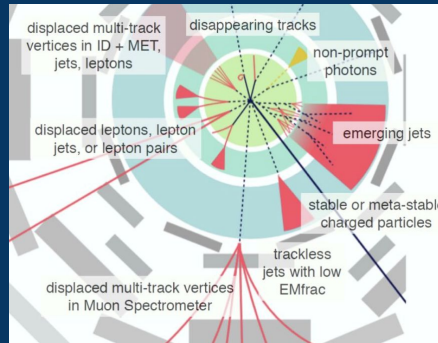 displaced multi-track
vertices in ID + MET,
jets, leptons
disappearing tracks
non-prompt
photons
displaced leptons, lepton
jets, or lepton pairs
emerging jets
stable or meta-stable
charged particles
trackless
jets with low
EMfrac
displaced multi-track vertices
in Muon Spectrometer